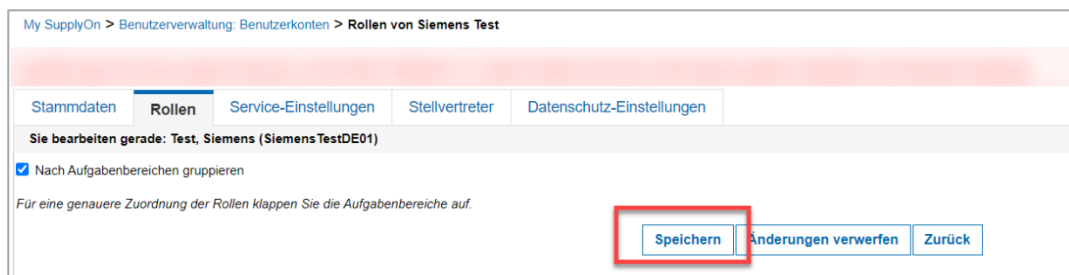 My SupplyOn > Benutzerverwaltung: Benutzerkonten > Rollen von Siemens Test
Stammdaten Rollen Service-Einstellungen Stellvertreter Datenschutz-Einstellungen
Sie bearbeiten gerade: Test, Siemens (SiemensTestDE01)
Nach Aufgabenbereichen gruppieren
Für eine genauere Zuordnung der Rollen klappen Sie die Aufgabenbereiche auf.
Speichern Änderungen verwerfen Zurück